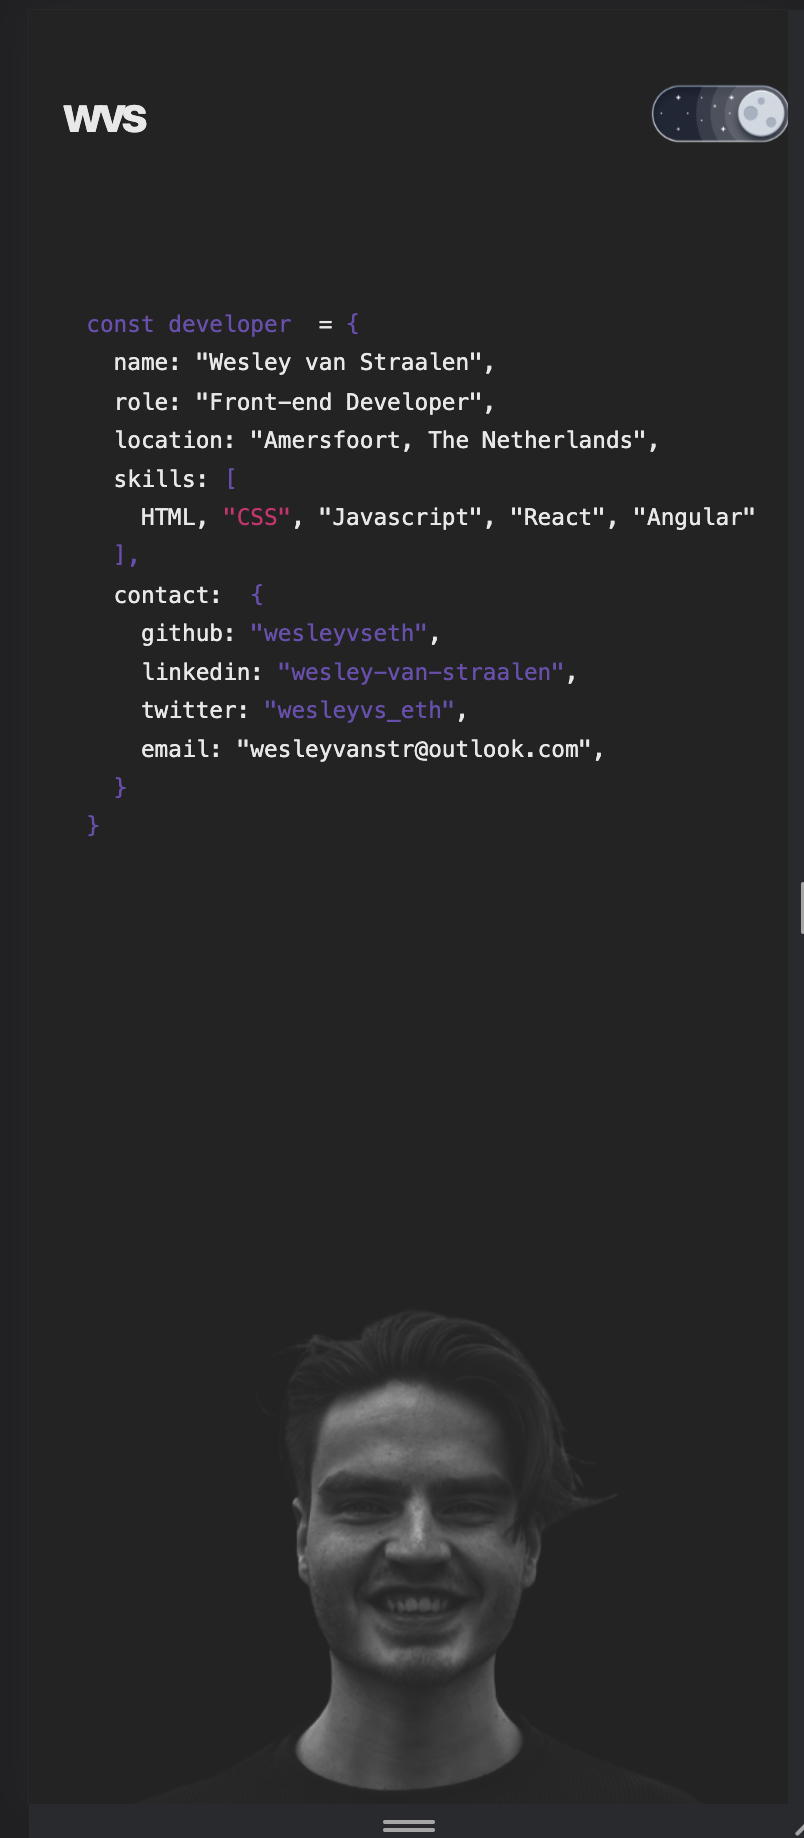 WVS
const developer  = {
  name: "Wesley van Straalen",
  role: "Front-end Developer",
  location: "Amersfoort, The Netherlands",
  skills: [
    HTML, "CSS", "Javascript", "React", "Angular"
  ],
  contact:  {
    github: "wesleyvseth",
    linkedin: "wesley-van-straalen",
    twitter: "wesleyvs_eth",
    email: "wesleyvanstr@outlook.com",
  }
}